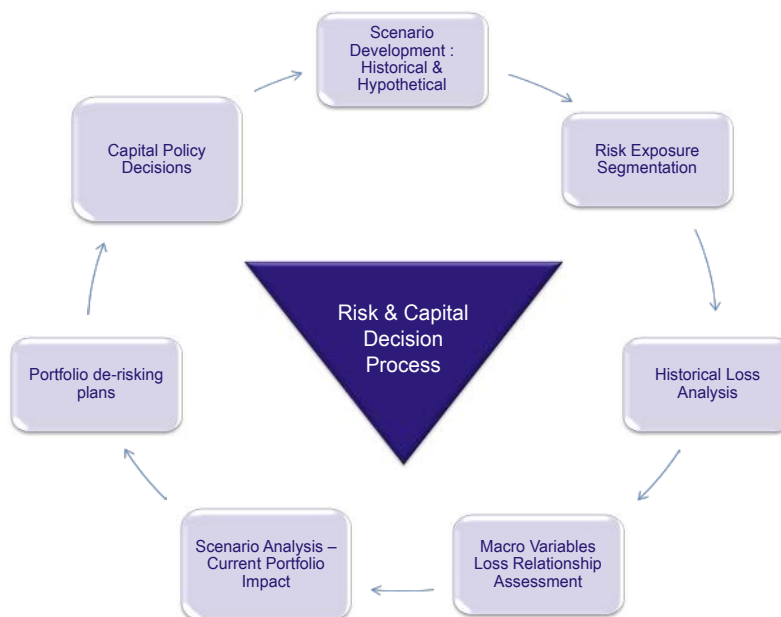 Scenario
Development :
Historical &
Hypothetical
Risk Exposure
Segmentation
Historical Loss
Analysis
Macro Variables
Loss Relationship
Assessment
Scenario Analysis –
Current Portfolio
Impact
Portfolio de-risking
plans
Capital Policy
Decisions
Risk & Capital
Decision
Process